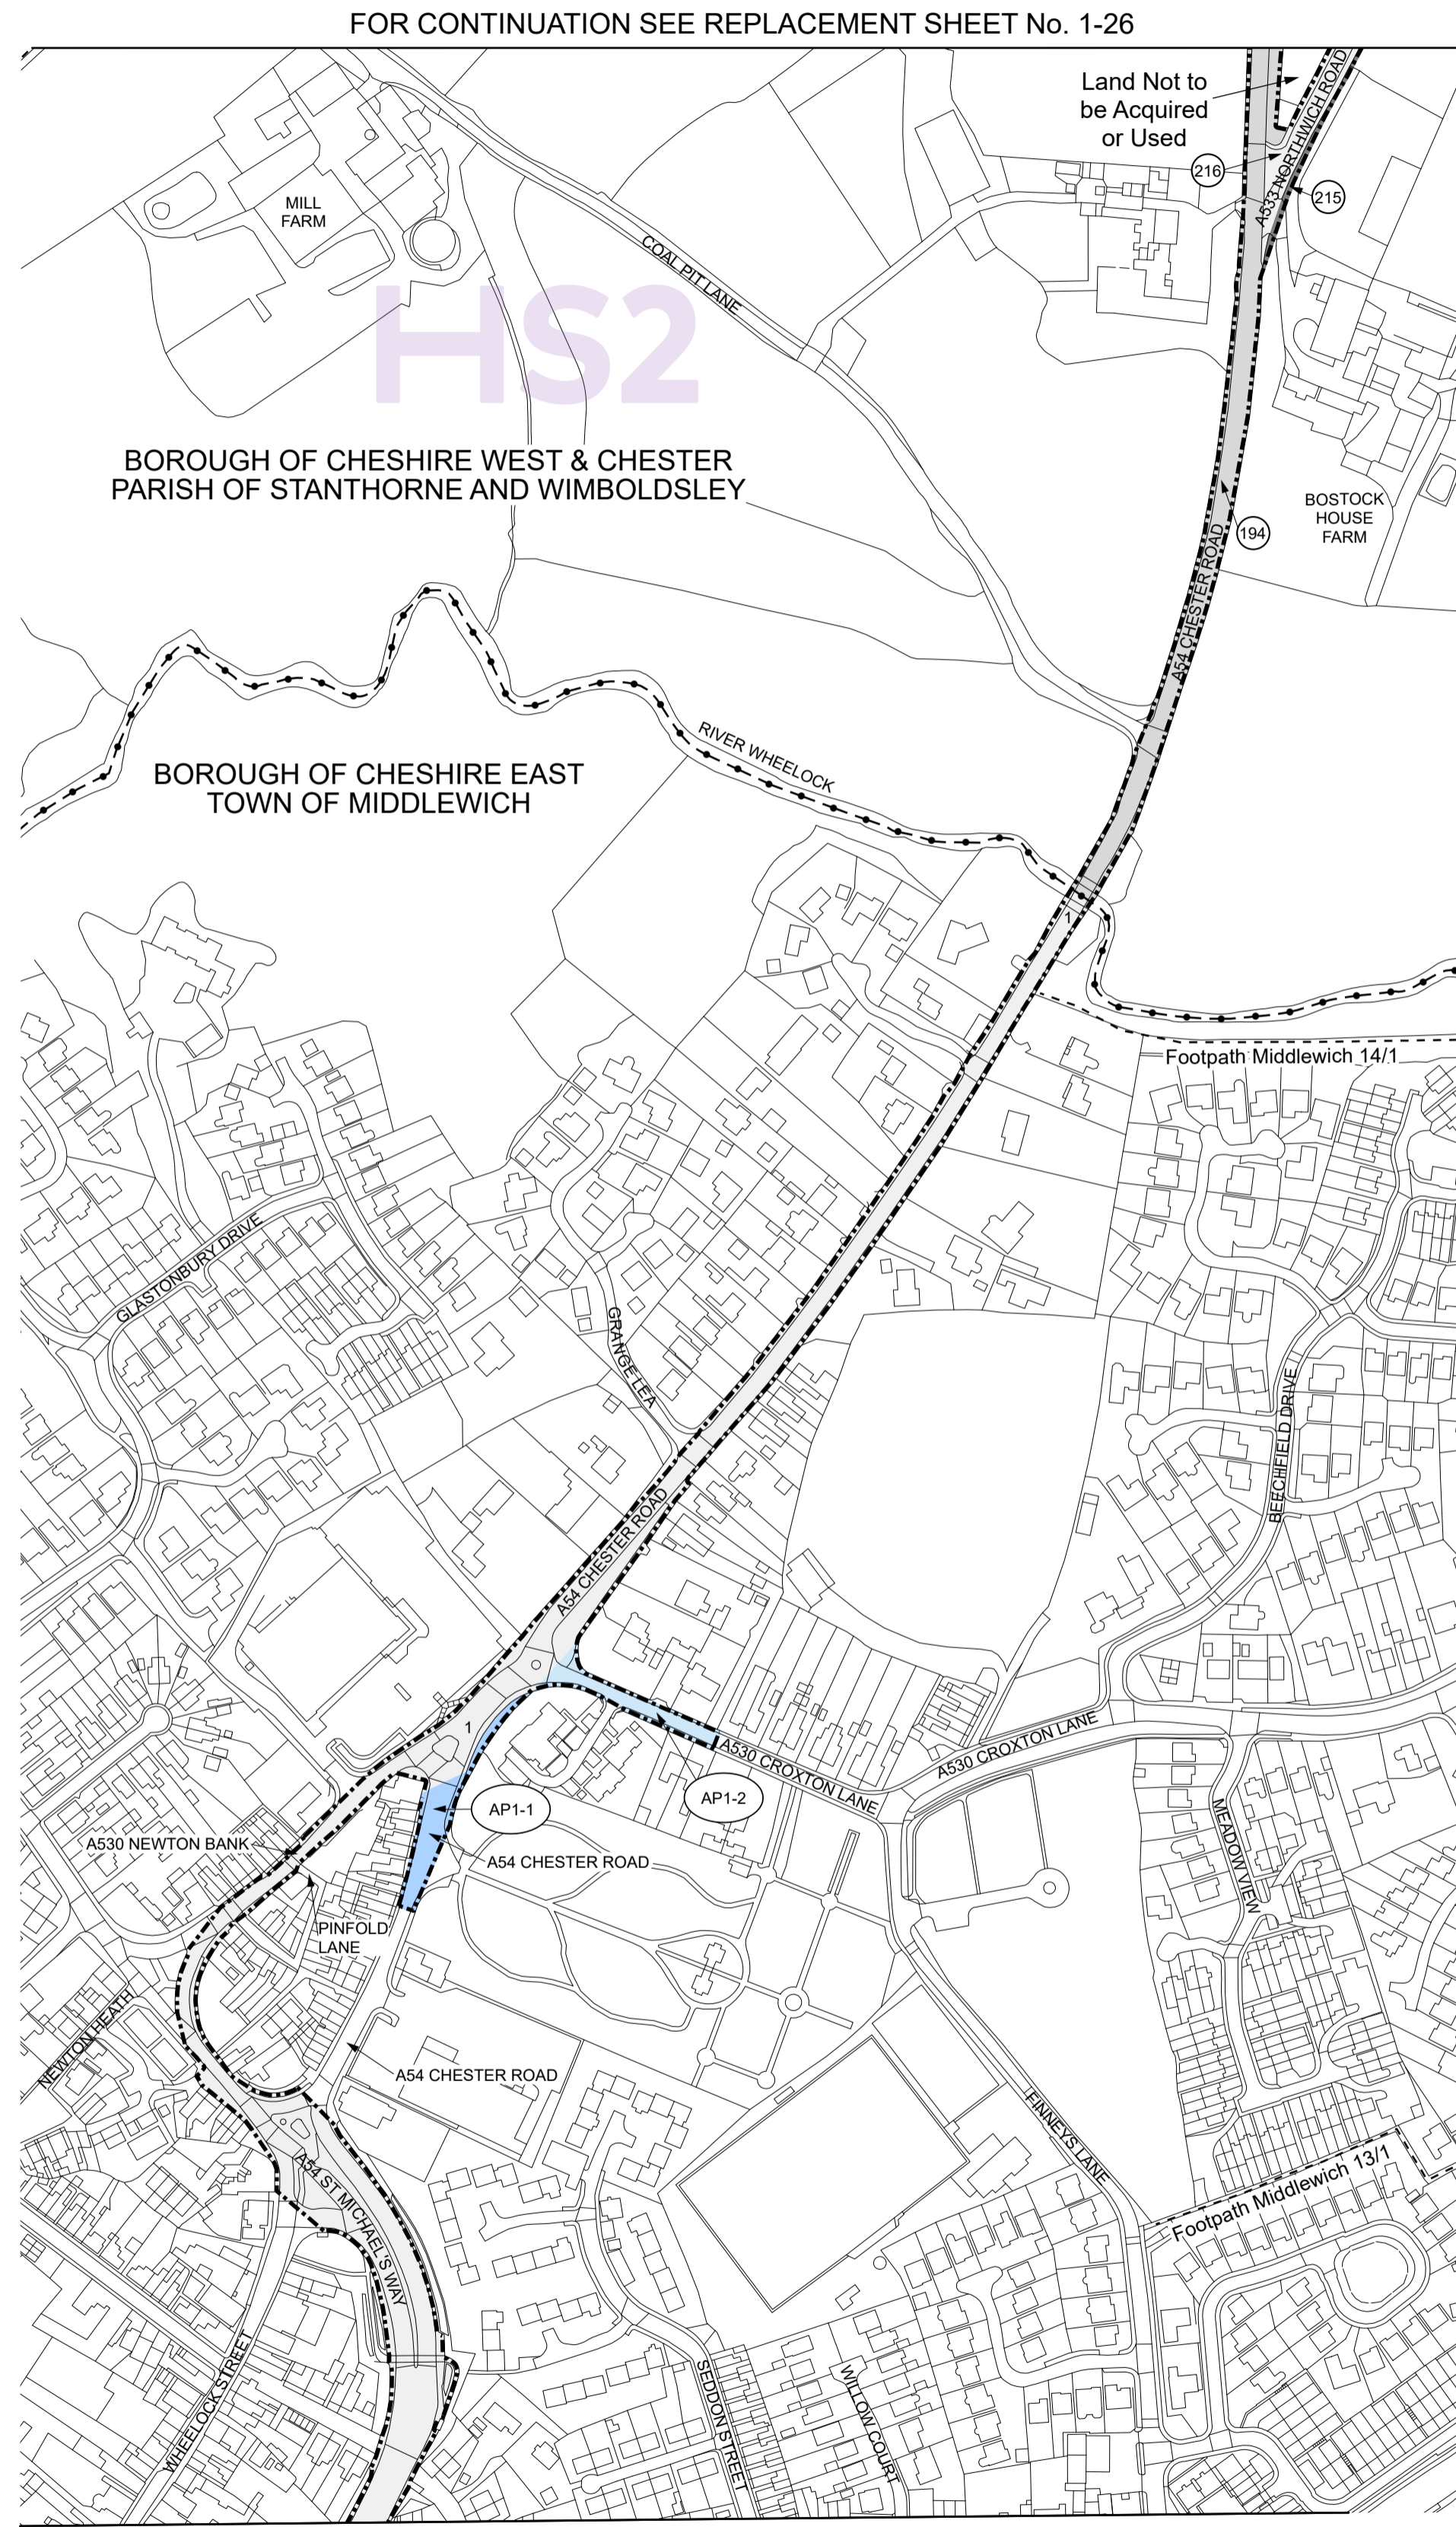 FOR CONTINUATION SEE REPLACEMENT SHEET No. 1-26
Land Not to
be Acquired
or Used
A533 NORTHWICH ROAD
216
215
MILL
FARM
COAL PIT LANE
HS2
BOROUGH OF CHESHIRE WEST & CHESTER
PARISH OF STANTHORNE AND WIMBOLDSLEY
BOSTOCK
HOUSE
FARM
194
A54 CHESTER ROAD
RIVER WHEELOCK
BOROUGH OF CHESHIRE EAST
TOWN OF MIDDLEWICH
1
Footpath Middlewich 14/1
GLASTONBURY DRIVE
GRANGE LEA
BEECHFIELD DRIVE
A54 CHESTER ROAD
1
A530 CROXTON LANE
A530 CROXTON LANE
AP1-1
AP1-2
A530 NEWTON BANK
A54 CHESTER ROAD
MEADOW VIEW
PINFOLD
LANE
NEWTON HEATH
A54 CHESTER ROAD
FINNEYS LANE
A54 ST MICHAEL'S WAY
Footpath Middlewich 13/1
WHEELOCK STREET
SEDDON STREET
WILLOW COURT